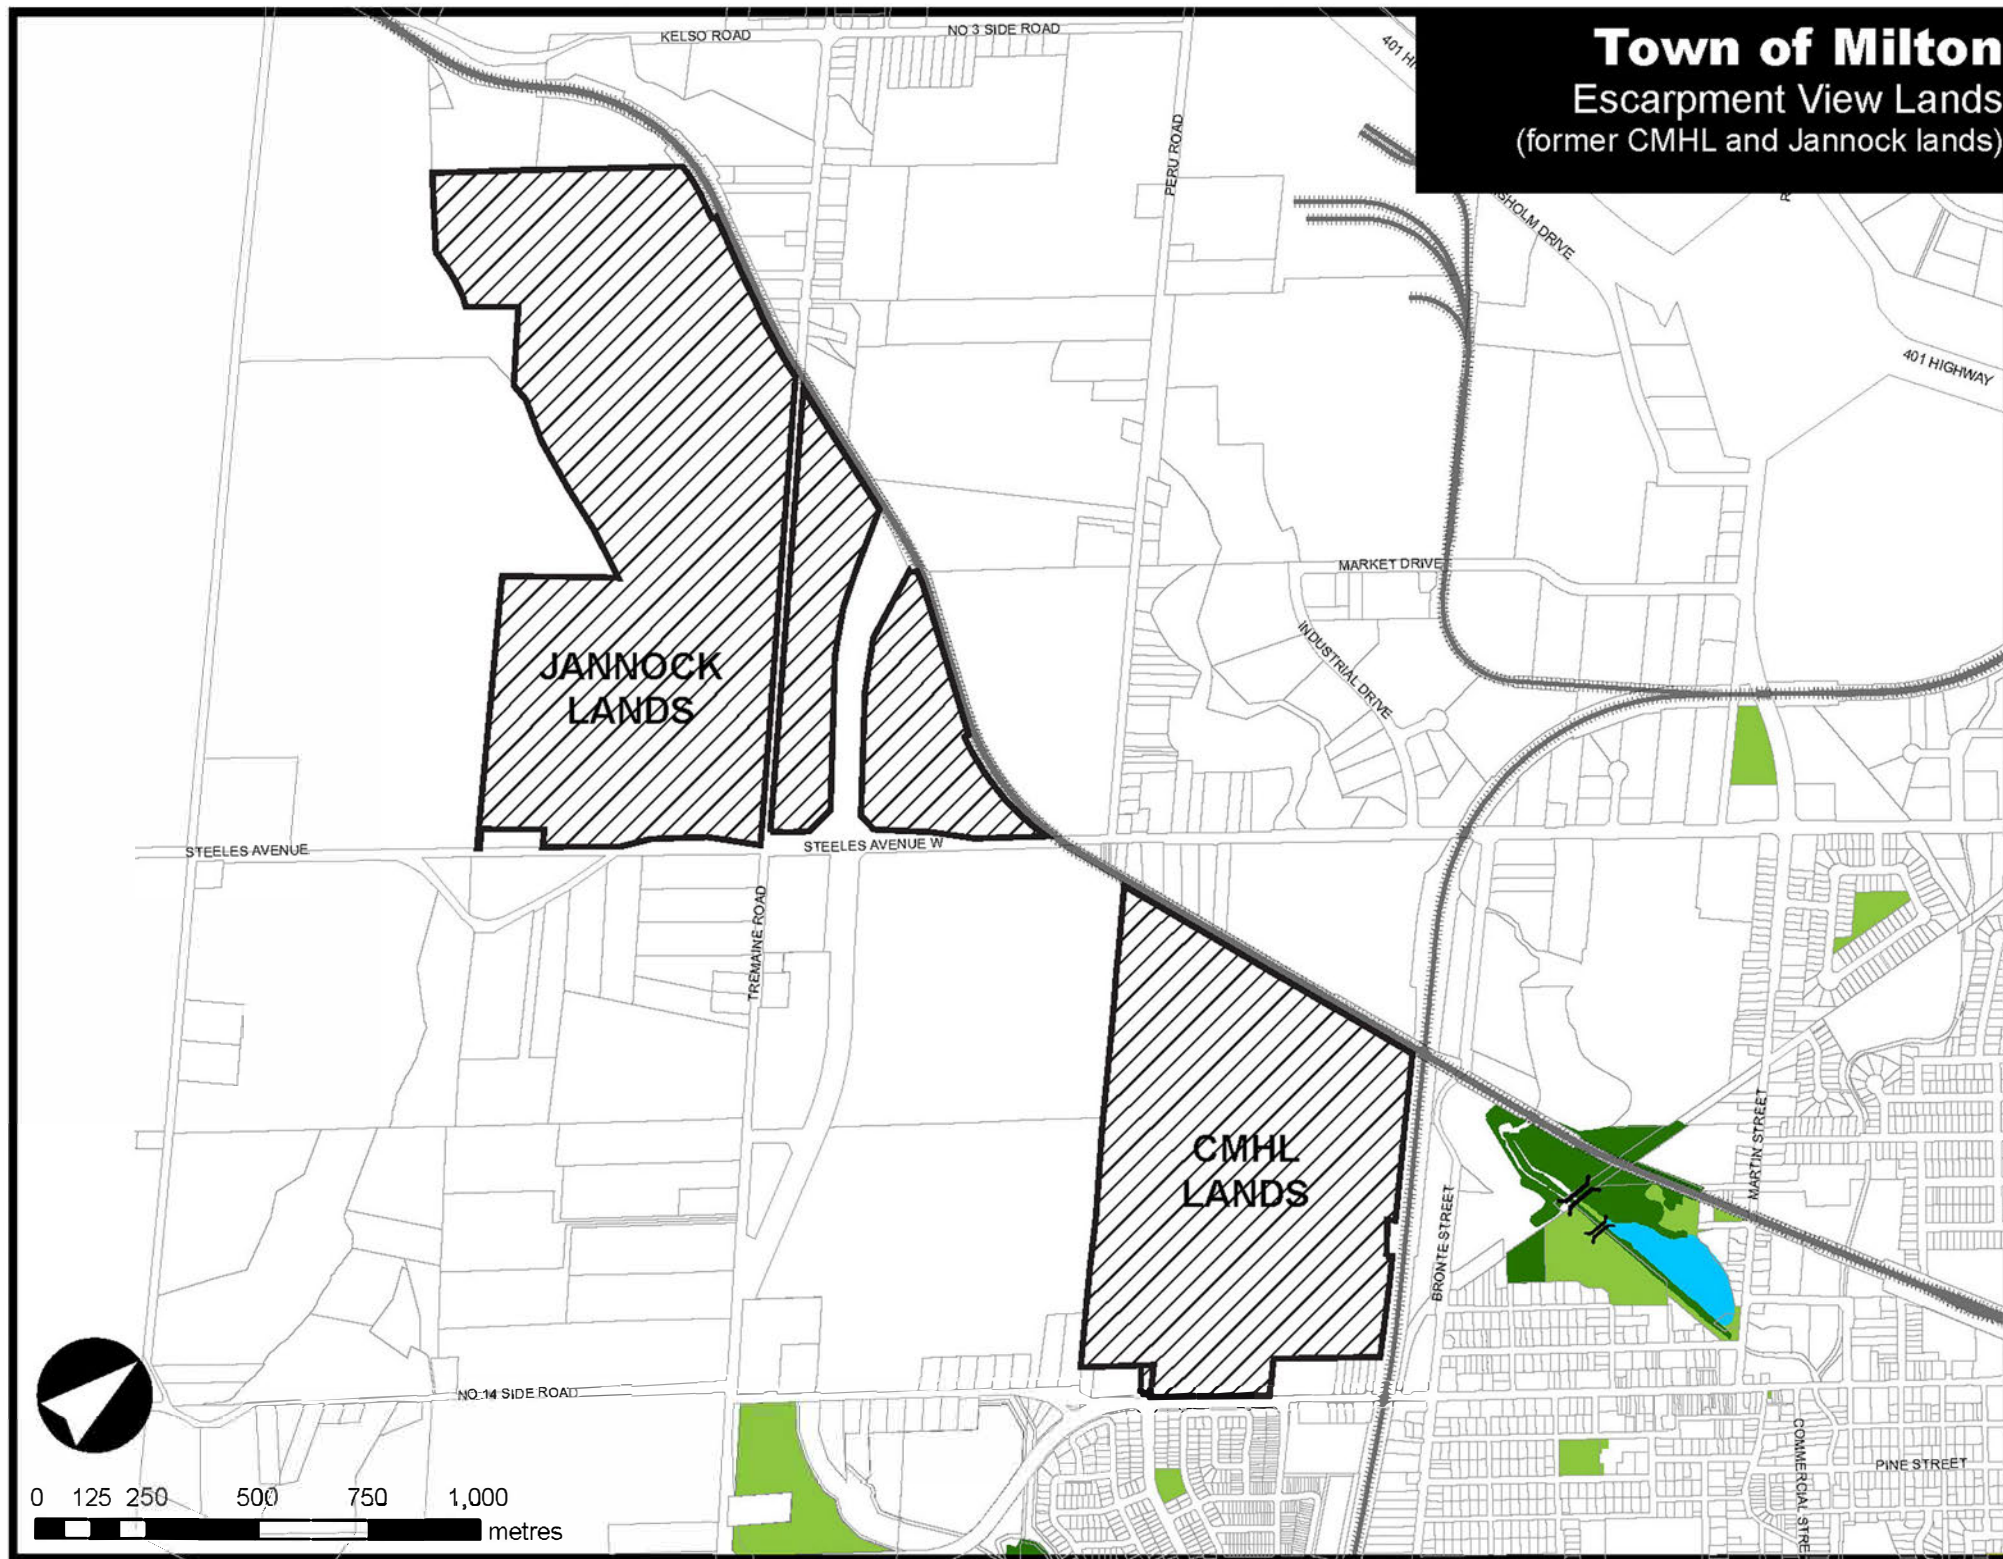 Town of Milton
Escarpment View Lands
(former CMHL and Jannock lands)
KELSO ROAD
NO 3 SIDE ROAD
PERU ROAD
401 HIGHWAY
MARKET DRIVE
INDUSTRIAL DRIVE
JANNOCK
LANDS
STEELES AVENUE
STEELES AVENUE W
TREMAINE ROAD
CMHL
LANDS
BRONTE STREET
MARTIN STREET
NO 14 SIDE ROAD
PINE STREET
0 125 250 500 750 1,000
metres